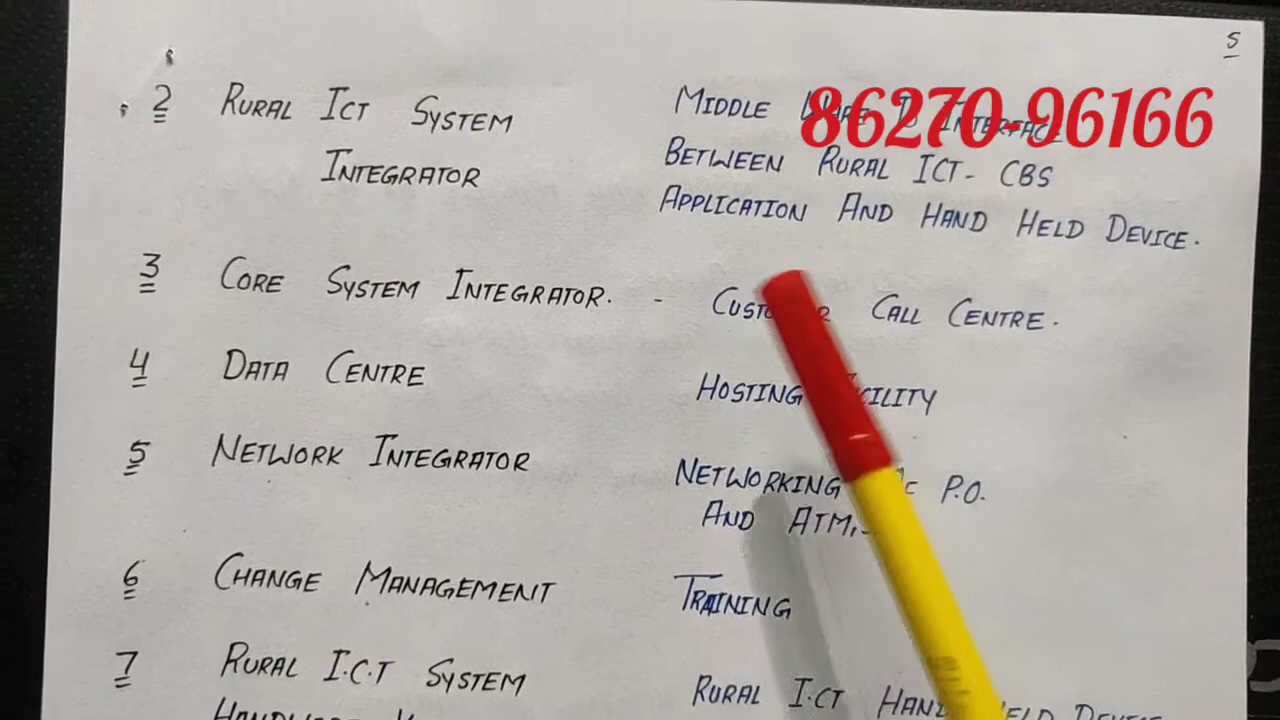 5
2 RURAL ICT SYSTEM MIDDLE
86270-96166
INTEGRATOR BETWEEN RURAL ICT- CBS
APPLICATION AND HAND HELD DEVICE.
3 CORE SYSTEM INTEGRATOR. - CALL CENTRE.
4 DATA CENTRE HOSTING
5 NETWORK INTEGRATOR NETWORKING P.O.
AND ATM.
6 CHANGE MANAGEMENT TRAINING
7 RURAL I.C.T SYSTEM
RURAL I.CT